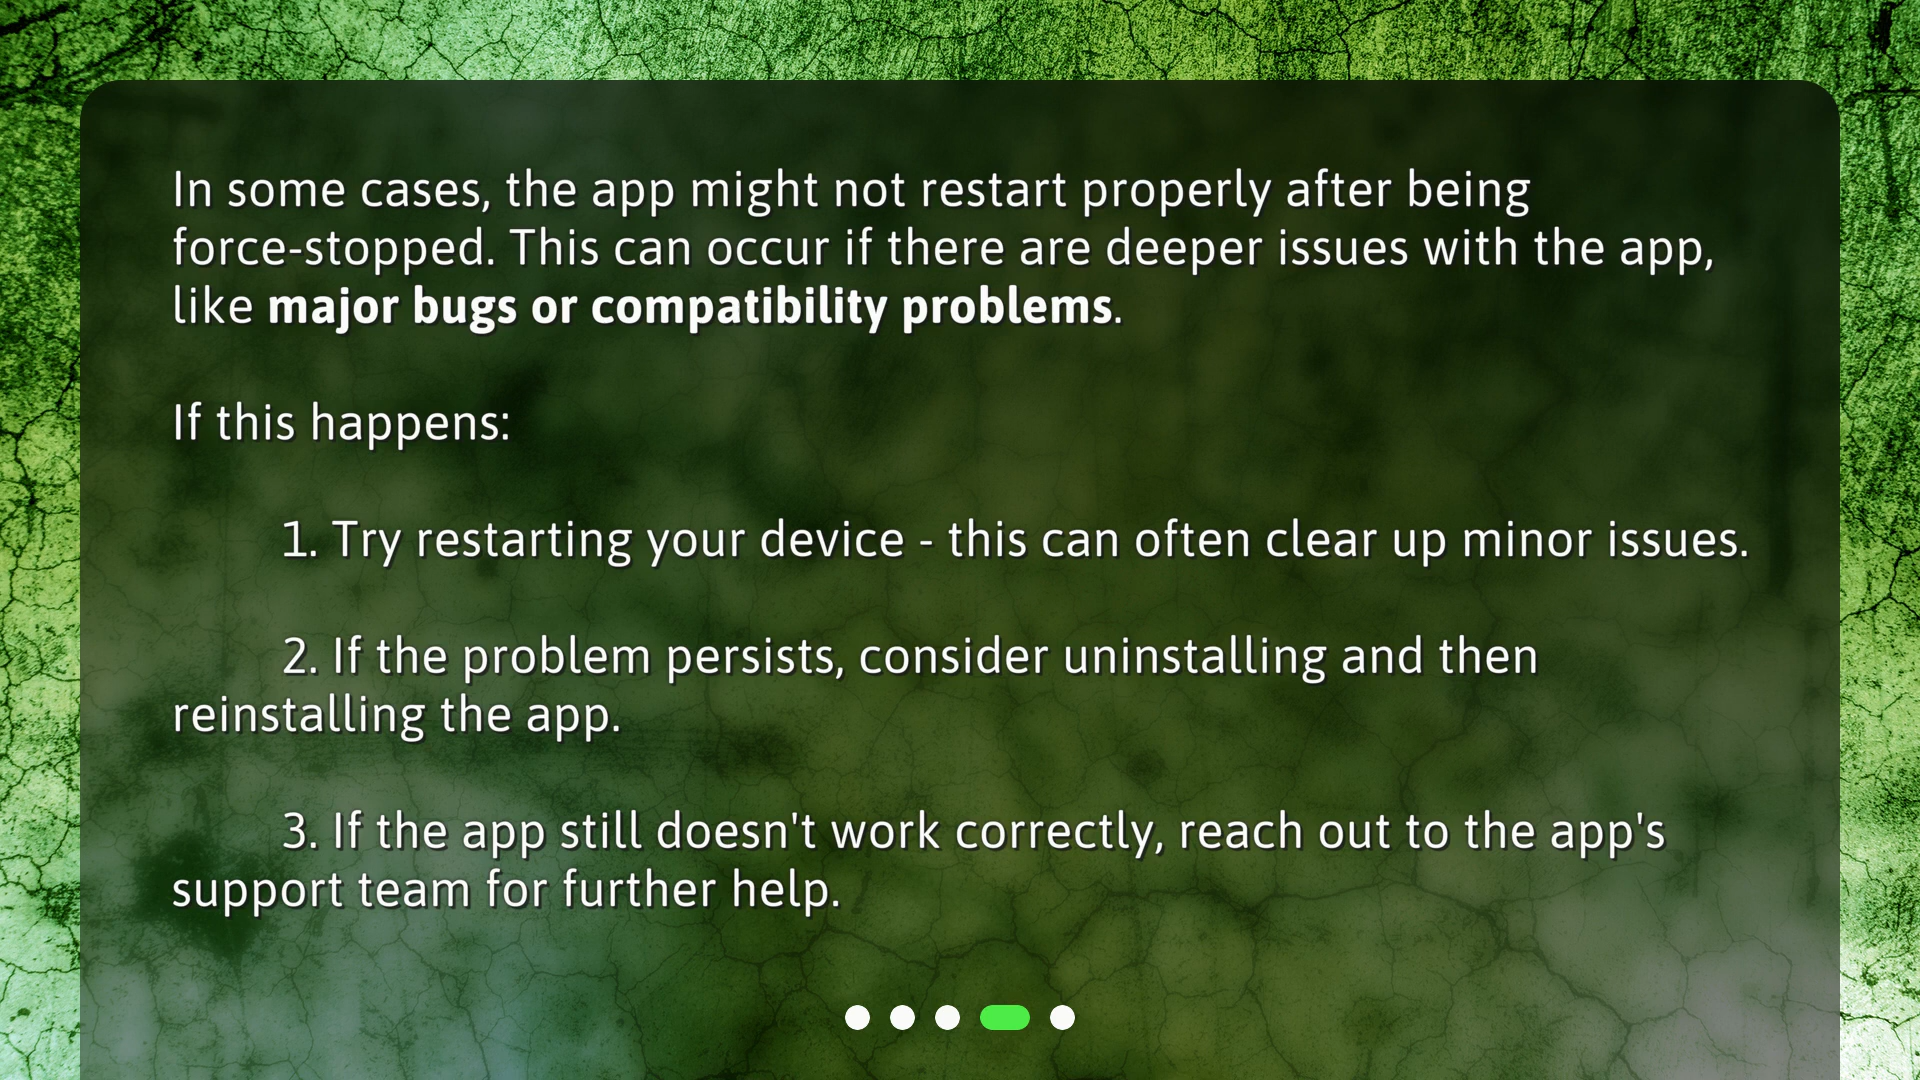 In some cases, the app might not restart properly after being
force-stopped. This can occur if there are deeper issues with the app,
like major bugs or compatibility problems.
If this happens:
1. Try restarting your device - this can often clear up minor issues.
2. If the problem persists, consider uninstalling and then
reinstalling the app.
3. If the app still doesn't work correctly, reach out to the app's
support team for further help.